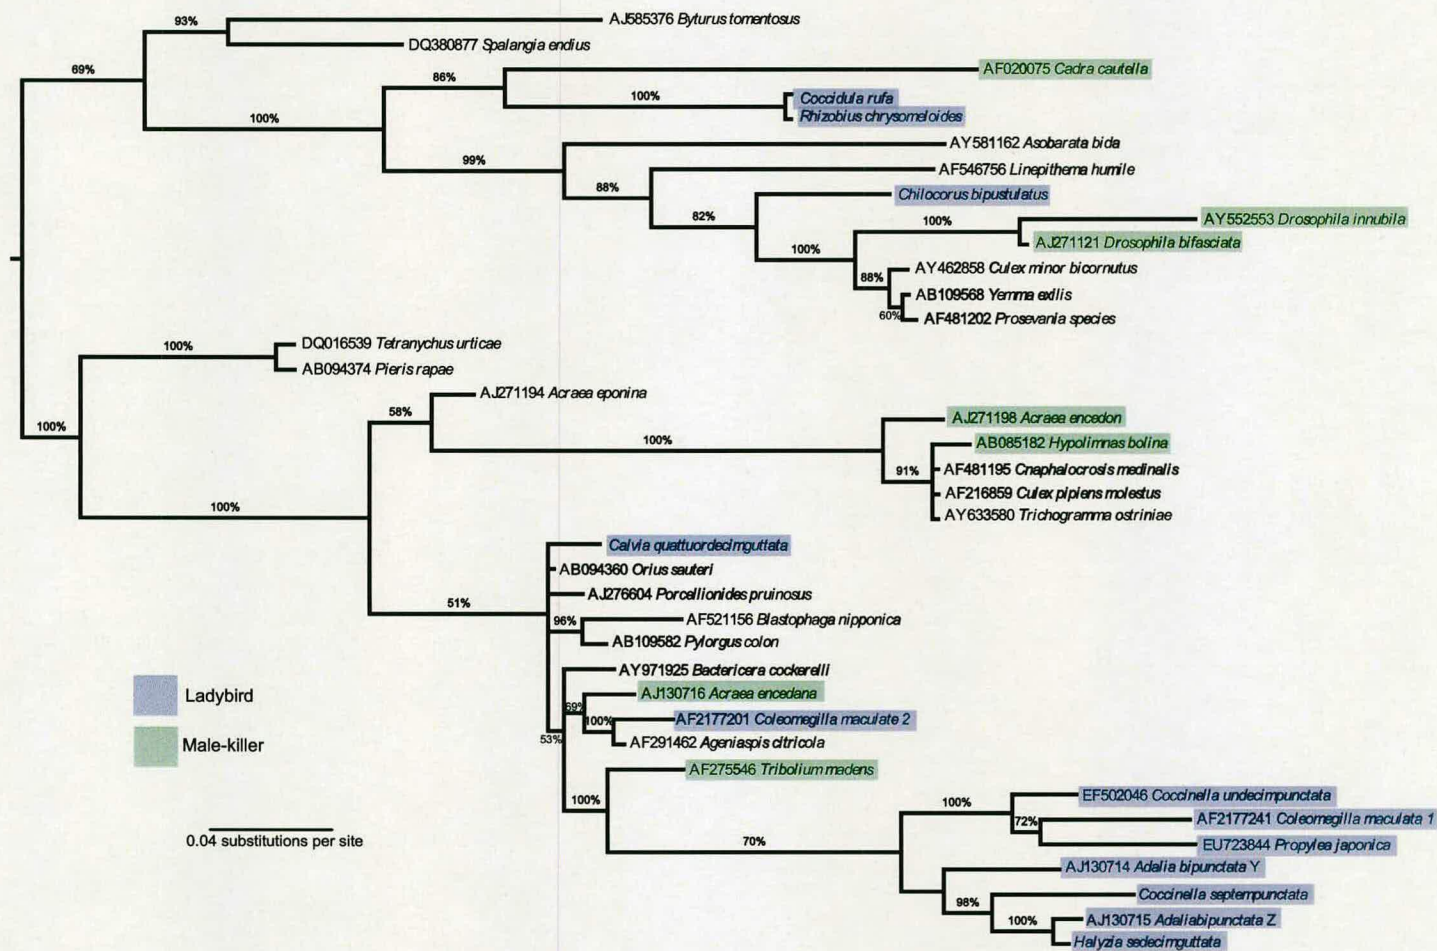 93%
AJ585376 Byturus tomentosus
DQ380877 Spalangia endius
69%
86%
AF020075 Cadra cautella
100%
Coccidula rufa
Rhizobius chrysomeloides
100%
99%
AY581162 Asobarata bida
AF546756 Linepithema humile
88%
Chilocorus bipustulatus
82%
100%
AY552553 Drosophila innubila
AJ271121 Drosophila bifasciata
100%
AY462858 Culex minor bicornutus
88%
AB109568 Yemma exilis
60%
AF481202 Prosevania species
100%
DQ016539 Tetranychus urticae
AB094374 Pieris rapae
100%
58%
AJ271194 Acraea eponina
100%
AJ271198 Acraea encedon
AB085182 Hypolimnas bolina
91%
AF481195 Cnaphalocrosis medinalis
AF216859 Culex pipiens molestus
AY633580 Trichogramma ostriniae
100%
Calvia quattuordecimguttata
AB094360 Orius sauteri
AJ276604 Porcellionides pruinosus
51%
96%
AF521156 Blastophaga nipponica
AB109582 Pylorgus colon
AY971925 Bactericera cockerelli
AJ130716 Acraea encedana
69%
100%
AF2177201 Coleomegilla maculate 2
AF291462 Ageniaspis citricola
53%
AF275546 Tribolium madens
100%
Ladybird
Male-killer
0.04 substitutions per site
70%
100%
EF502046 Coccinella undecimpunctata
72%
AF2177241 Coleomegilla maculata 1
EU723844 Propylea japonica
AJ130714 Adalia bipunctata Y
98%
Coccinella septempunctata
100%
AJ130715 Adaliabipunctata Z
Halyzia sedecimguttata